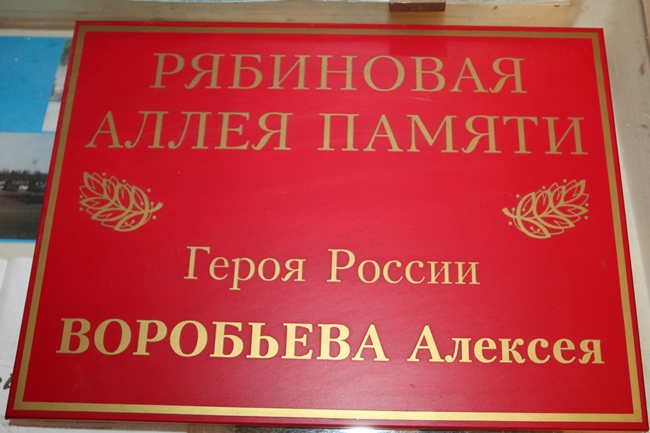 РЯБИНОВАЯ
АЛЛЕЯ ПАМЯТИ
Героя России
ВОРОБЬЕВА Алексея